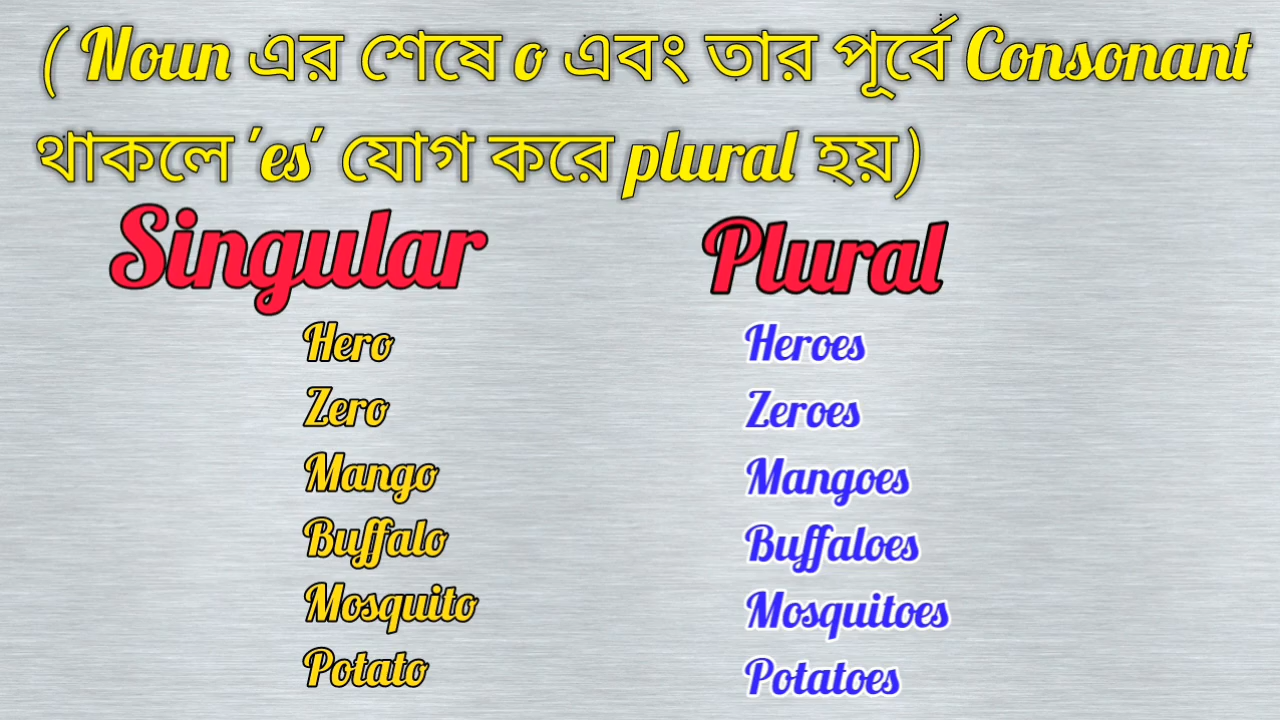 ( Noun এর শেষে o এবং তার পূর্বে Consonant
থাকলে 'es' যোগ করে plural হয়)
Singular Plural
Hero Heroes
Zero Zeroes
Mango Mangoes
Buffalo Buffaloes
Mosquito Mosquitoes
Potato Potatoes